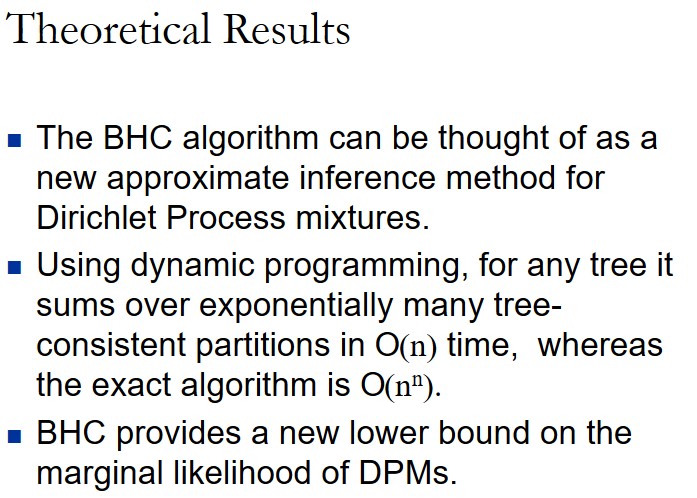 Theoretical Results
■ The BHC algorithm can be thought of as a
new approximate inference method for
Dirichlet Process mixtures.
■ Using dynamic programming, for any tree it
sums over exponentially many tree-
consistent partitions in O(n) time, whereas
the exact algorithm is O(nⁿ).
■ BHC provides a new lower bound on the
marginal likelihood of DPMs.